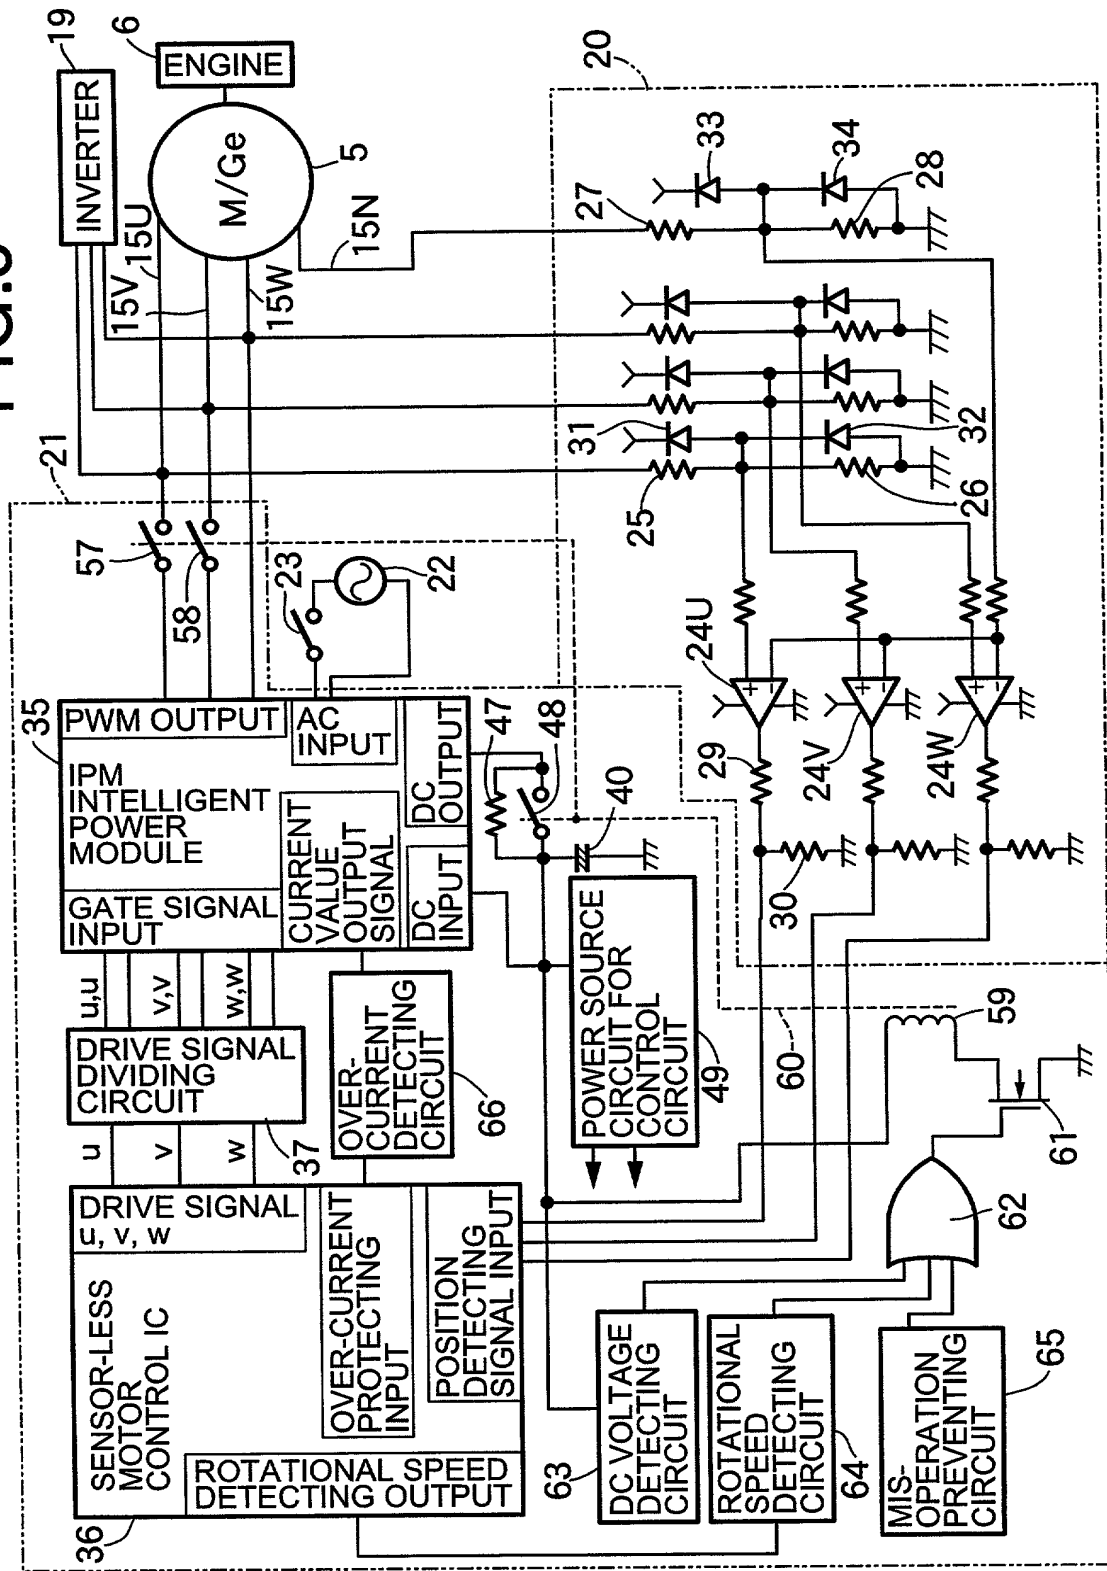 19
INVERTER
6
ENGINE
M/Ge
5
15U
15V
15W
15N
21
57
58
23
22
35
PWM OUTPUT
AC
INPUT
IPM
INTELLIGENT
POWER
MODULE
GATE SIGNAL
INPUT
CURRENT
VALUE
OUTPUT
SIGNAL
DC OUTPUT
DC
INPUT
47
48
40
u,u
v,v
w,w
DRIVE SIGNAL
DIVIDING
CIRCUIT
37
OVER-
CURRENT
DETECTING
CIRCUIT
66
POWER SOURCE
CIRCUIT FOR
CONTROL
CIRCUIT
49
u
v
w
DRIVE SIGNAL
u, v, w
SENSOR-LESS
MOTOR
CONTROL IC
OVER-CURRENT
PROTECTING
INPUT
POSITION
DETECTING
SIGNAL INPUT
ROTATIONAL SPEED
DETECTING OUTPUT
36
20
33
34
27
28
31
32
25
26
24U
24V
24W
29
30
59
60
61
62
DC VOLTAGE
DETECTING
CIRCUIT
63
ROTATIONAL
SPEED
DETECTING
CIRCUIT
64
MIS-
OPERATION
PREVENTING
CIRCUIT
65